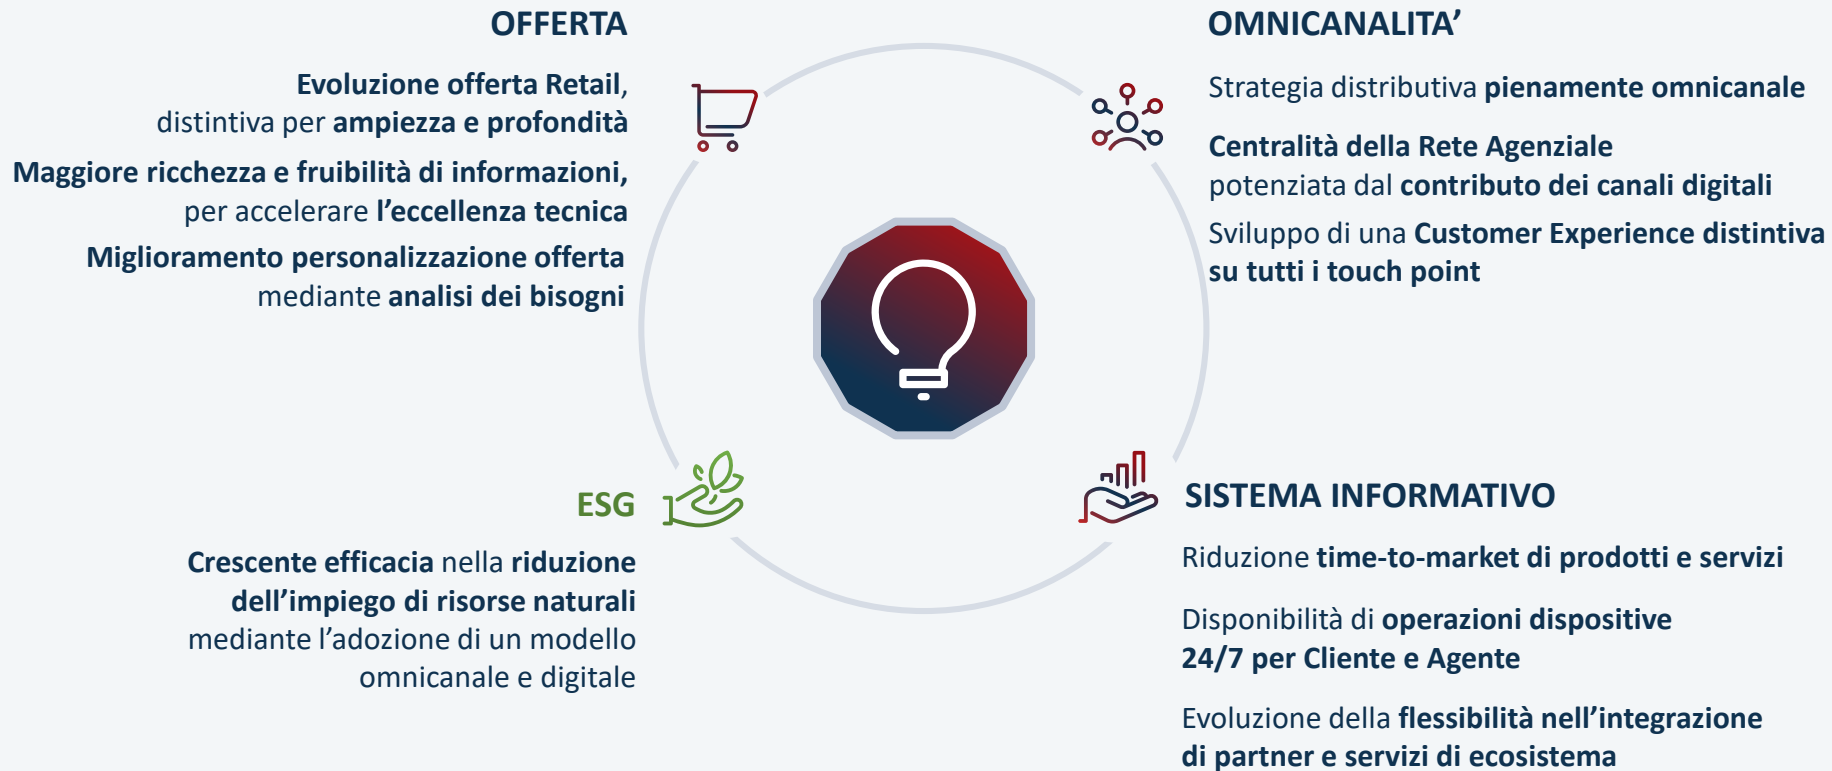 OFFERTA
Evoluzione offerta Retail,
distintiva per ampiezza e profondità
Maggiore ricchezza e fruibilità di informazioni,
per accelerare l’eccellenza tecnica
Miglioramento personalizzazione offerta
mediante analisi dei bisogni
OMNICANALITA’
Strategia distributiva pienamente omnicanale
Centralità della Rete Agenziale
potenziata dal contributo dei canali digitali
Sviluppo di una Customer Experience distintiva
su tutti i touch point
ESG
Crescente efficacia nella riduzione
dell’impiego di risorse naturali
mediante l’adozione di un modello
omnicanale e digitale
SISTEMA INFORMATIVO
Riduzione time-to-market di prodotti e servizi
Disponibilità di operazioni dispositive
24/7 per Cliente e Agente
Evoluzione della flessibilità nell’integrazione
di partner e servizi di ecosistema